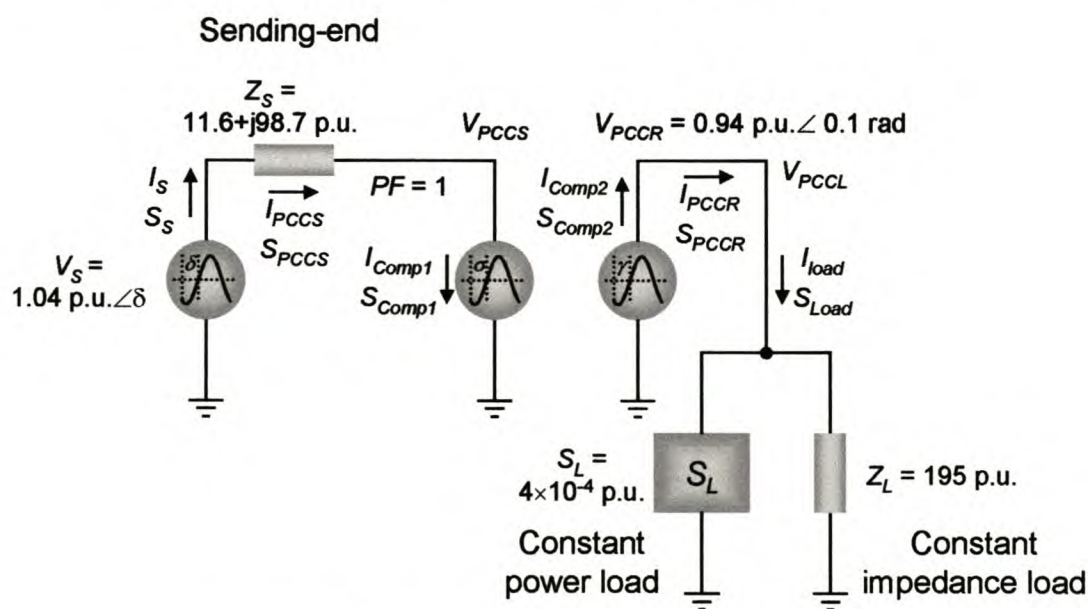 Sending-end
Z_S =
11.6+j98.7 p.u.
V_PCCS
V_PCCR = 0.94 p.u.∠ 0.1 rad
I_S
S_S
I_PCCS
S_PCCS
PF = 1
I_Comp1
S_Comp1
I_Comp2
S_Comp2
I_PCCR
S_PCCR
V_PCCL
I_load
S_Load
V_S =
1.04 p.u.∠δ
δ
σ
γ
S_L =
4×10⁻⁴ p.u.
S_L
Z_L = 195 p.u.
Constant
power load
Constant
impedance load